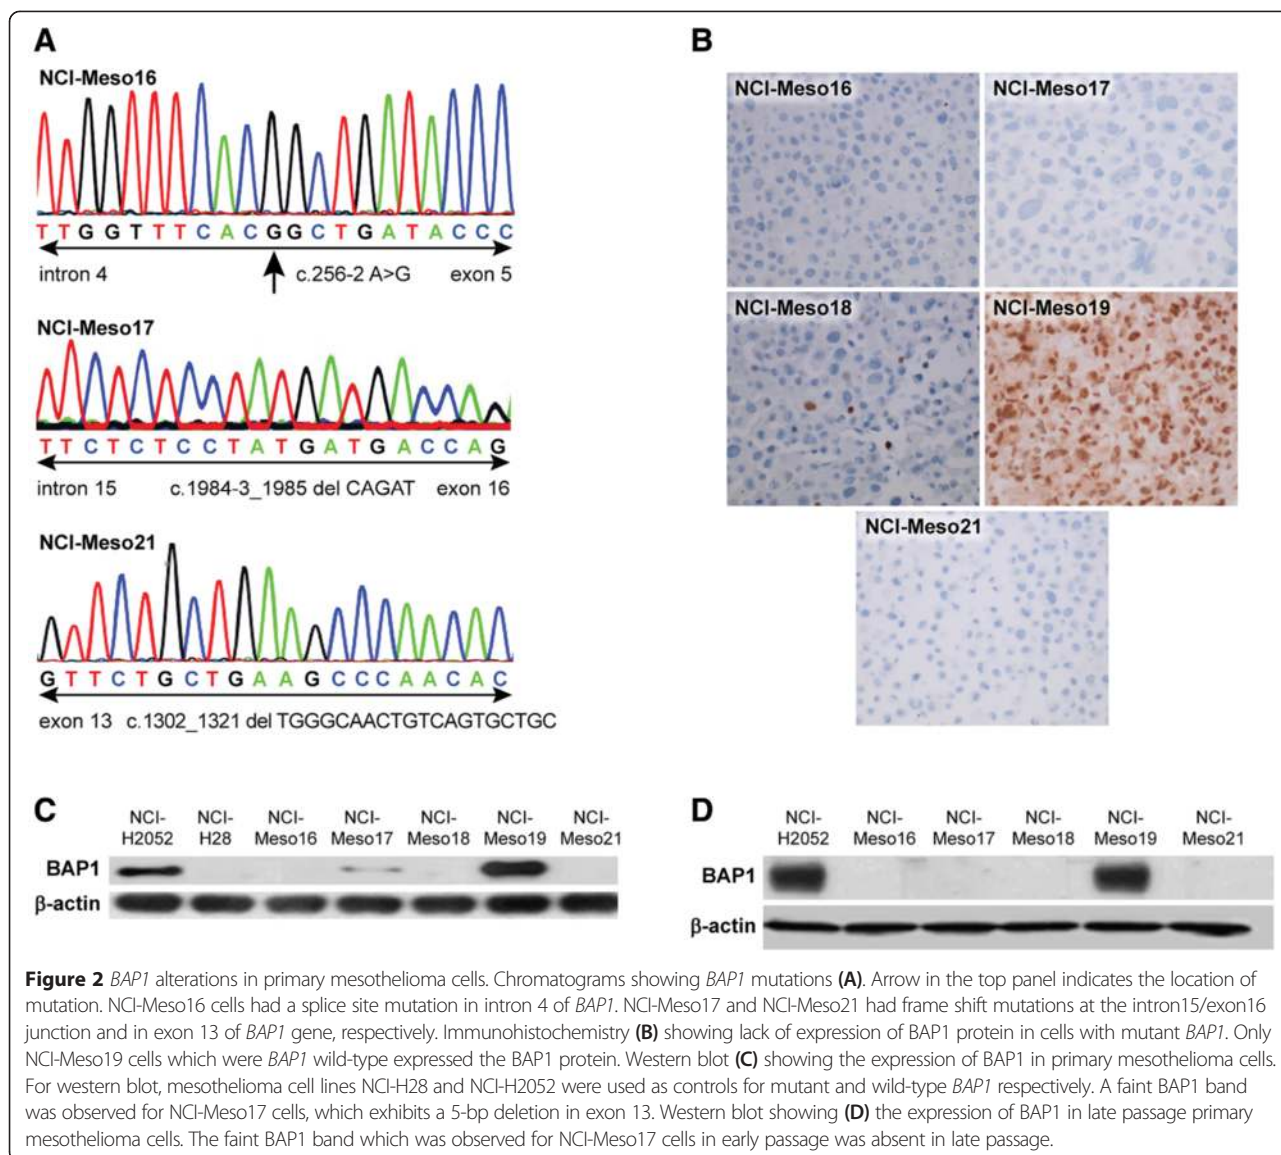 A
NCI-Meso16
TTGGTTTCACGGCTGATACCC
intron 4 c.256-2 A>G exon 5
NCI-Meso17
TTCTCTCCTATGATGACCAG
intron 15 c.1984-3_1985 del CAGAT exon 16
NCI-Meso21
GTTCTGCTGAAGCCCAACAC
exon 13 c.1302_1321 del TGGGCAACTGTCAGTGCTGC
B
NCI-Meso16
NCI-Meso17
NCI-Meso18
NCI-Meso19
NCI-Meso21
C
NCI- NCI- NCI- NCI- NCI- NCI- NCI-
H2052 H28 Meso16 Meso17 Meso18 Meso19 Meso21
BAP1
β-actin
D
NCI- NCI- NCI- NCI- NCI- NCI-
H2052 Meso16 Meso17 Meso18 Meso19 Meso21
BAP1
β-actin
Figure 2 BAP1 alterations in primary mesothelioma cells. Chromatograms showing BAP1 mutations (A). Arrow in the top panel indicates the location of
mutation. NCI-Meso16 cells had a splice site mutation in intron 4 of BAP1. NCI-Meso17 and NCI-Meso21 had frame shift mutations at the intron15/exon16
junction and in exon 13 of BAP1 gene, respectively. Immunohistochemistry (B) showing lack of expression of BAP1 protein in cells with mutant BAP1. Only
NCI-Meso19 cells which were BAP1 wild-type expressed the BAP1 protein. Western blot (C) showing the expression of BAP1 in primary mesothelioma cells.
For western blot, mesothelioma cell lines NCI-H28 and NCI-H2052 were used as controls for mutant and wild-type BAP1 respectively. A faint BAP1 band
was observed for NCI-Meso17 cells, which exhibits a 5-bp deletion in exon 13. Western blot showing (D) the expression of BAP1 in late passage primary
mesothelioma cells. The faint BAP1 band which was observed for NCI-Meso17 cells in early passage was absent in late passage.